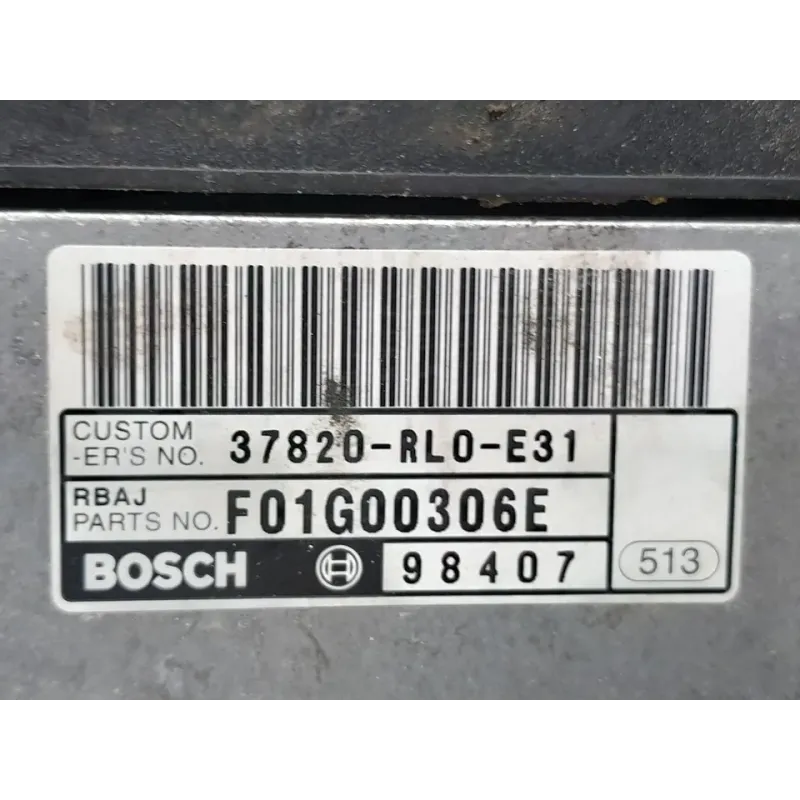 CUSTOM
-ER'S NO. 37820-RL0-E31
RBAJ
PARTS NO. F01G00306E
BOSCH 98407 513